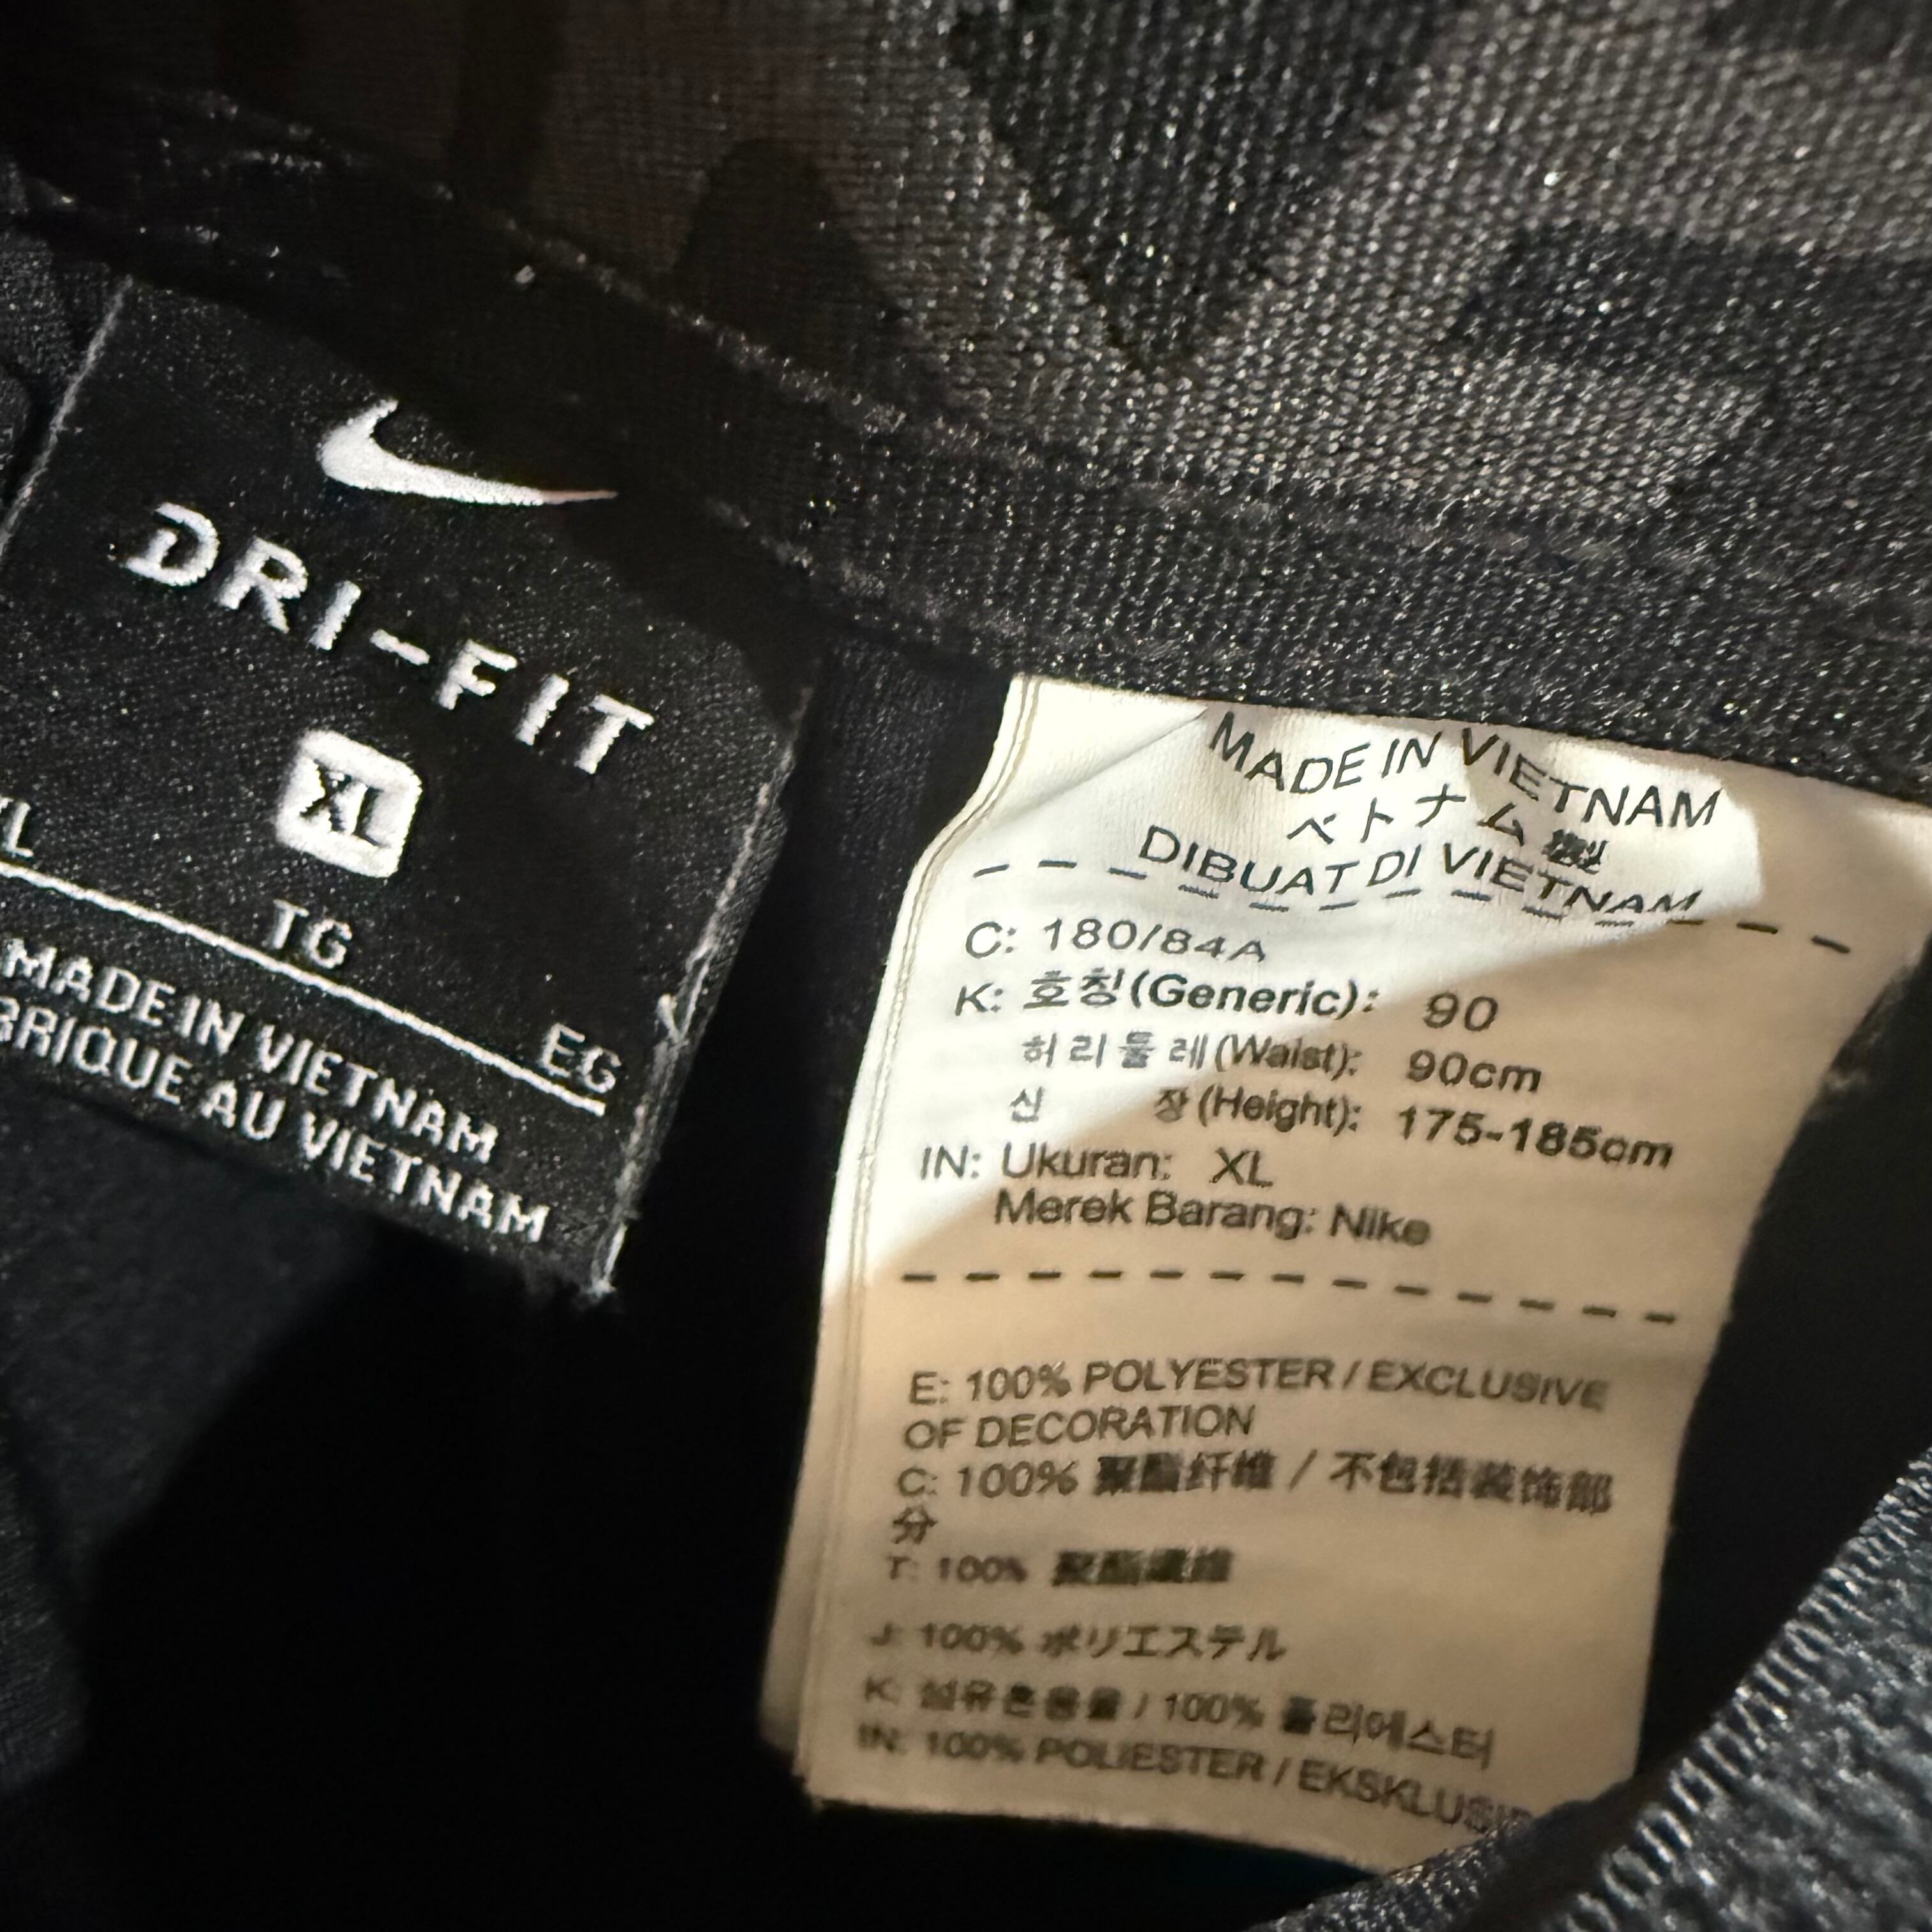 DRI-FIT
XL
TG
EG
MADE IN VIETNAM
BRIQUE AU VIETNAM
MADE IN VIETNAM
ベトナム製
DIBUAT DI VIETNAM
C: 180/84A
K: 호칭(Generic): 90
허리둘레(Waist): 90cm
신 장(Height): 175-185cm
IN: Ukuran: XL
Merek Barang: Nike
E: 100% POLYESTER / EXCLUSIVE
OF DECORATION
C: 100% 聚酯纤维 / 不包括装饰部
分
T: 100% 聚酯纖維
J: 100% ポリエステル
K: 섬유혼용율 / 100% 폴리에스터
IN: 100% POLIESTER /